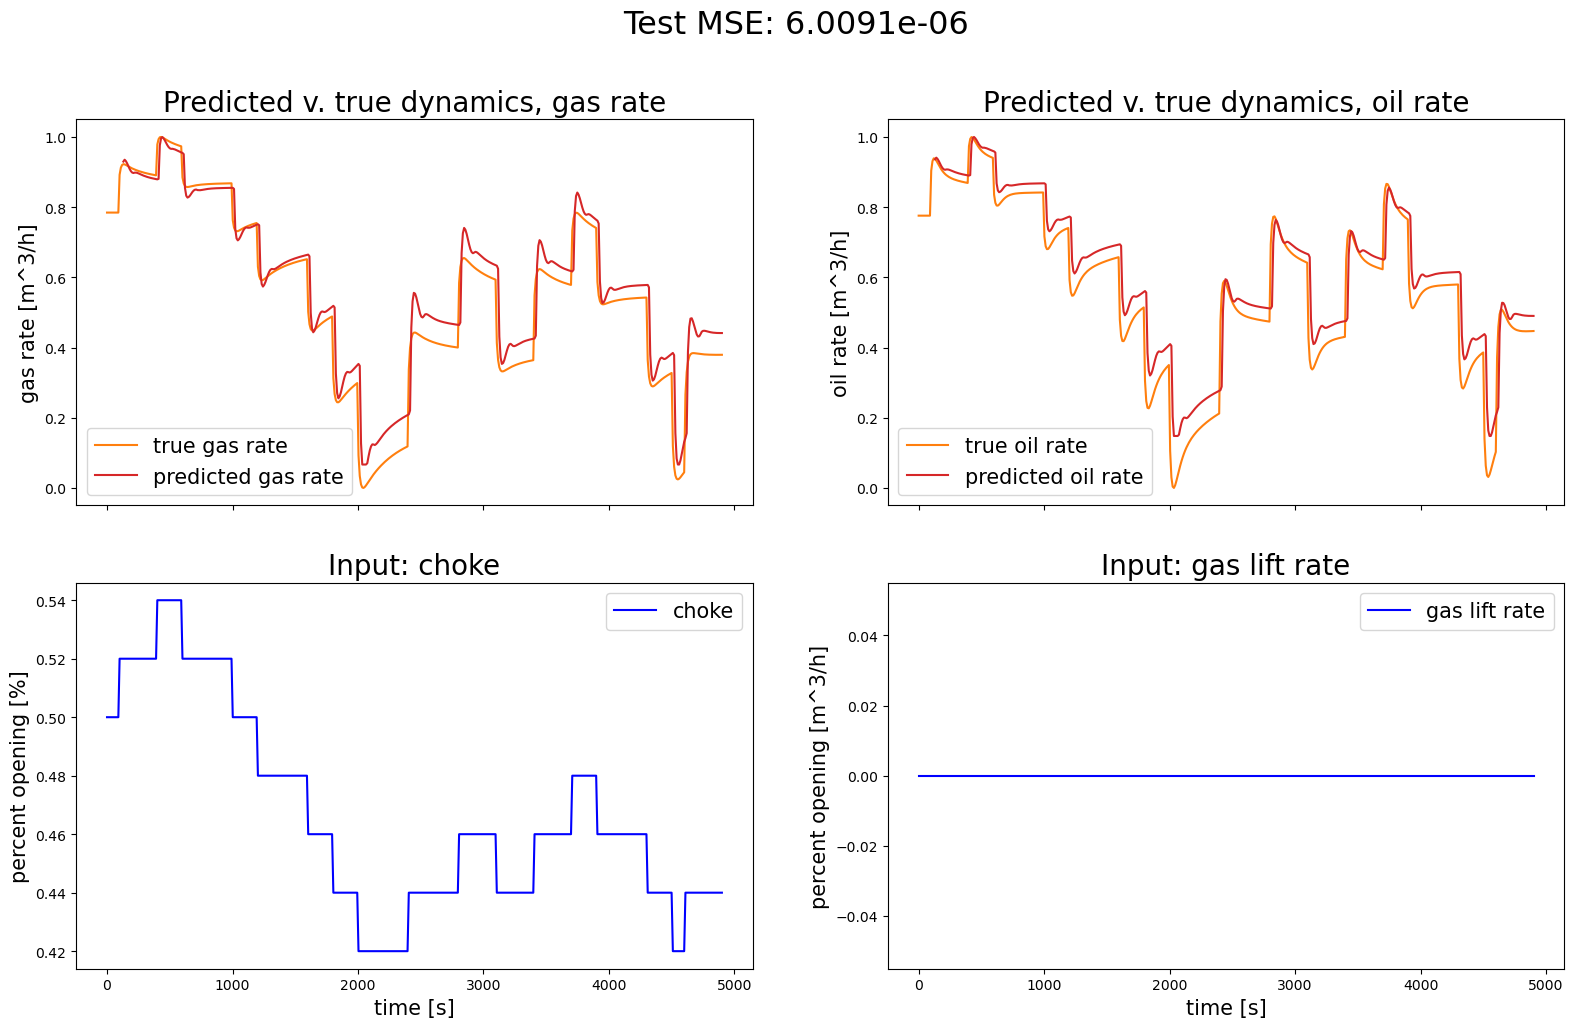 Test MSE: 6.0091e-06
Predicted v. true dynamics, gas rate
gas rate [m^3/h]
1.0
0.8
0.6
0.4
0.2
0.0
true gas rate
predicted gas rate
Predicted v. true dynamics, oil rate
oil rate [m^3/h]
1.0
0.8
0.6
0.4
0.2
0.0
true oil rate
predicted oil rate
Input: choke
percent opening [%]
0.54
0.52
0.50
0.48
0.46
0.44
0.42
choke
0 1000 2000 3000 4000 5000
time [s]
Input: gas lift rate
percent opening [m^3/h]
0.04
0.02
0.00
−0.02
−0.04
gas lift rate
0 1000 2000 3000 4000 5000
time [s]